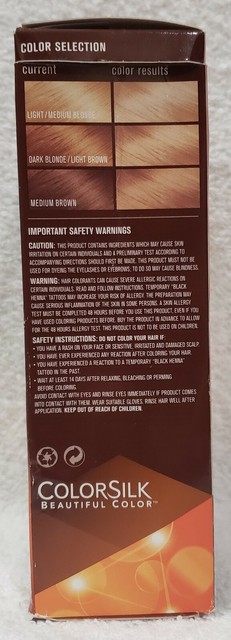 COLOR SELECTION
current color results
LIGHT/MEDIUM BLONDE
DARK BLONDE/LIGHT BROWN
MEDIUM BROWN
IMPORTANT SAFETY WARNINGS
CAUTION: THIS PRODUCT CONTAINS INGREDIENTS WHICH MAY CAUSE SKIN
IRRITATION ON CERTAIN INDIVIDUALS AND A PRELIMINARY TEST ACCORDING TO
ACCOMPANYING DIRECTIONS SHOULD FIRST BE MADE. THIS PRODUCT MUST NOT BE
USED FOR DYEING THE EYELASHES OR EYEBROWS; TO DO SO MAY CAUSE BLINDNESS.
WARNING: HAIR COLORANTS CAN CAUSE SEVERE ALLERGIC REACTIONS ON
CERTAIN INDIVIDUALS. READ AND FOLLOW INSTRUCTIONS. TEMPORARY "BLACK
HENNA" TATTOOS MAY INCREASE YOUR RISK OF ALLERGY. THE PREPARATION MAY
CAUSE SERIOUS INFLAMMATION OF THE SKIN IN SOME PERSONS. A SKIN ALLERGY
TEST MUST BE COMPLETED 48 HOURS BEFORE YOU USE THIS PRODUCT, EVEN IF YOU
HAVE USED COLORING PRODUCTS BEFORE. BUY THE PRODUCT IN ADVANCE TO ALLOW
FOR THE 48 HOURS ALLERGY TEST. THIS PRODUCT IS NOT TO BE USED ON CHILDREN.
SAFETY INSTRUCTIONS: DO NOT COLOR YOUR HAIR IF:
• YOU HAVE A RASH ON YOUR FACE OR SENSITIVE, IRRITATED AND DAMAGED SCALP.
• YOU HAVE EVER EXPERIENCED ANY REACTION AFTER COLORING YOUR HAIR.
• YOU HAVE EXPERIENCED A REACTION TO A TEMPORARY "BLACK HENNA"
TATTOO IN THE PAST.
• WAIT AT LEAST 14 DAYS AFTER RELAXING, BLEACHING OR PERMING
BEFORE COLORING.
AVOID CONTACT WITH EYES AND RINSE EYES IMMEDIATELY IF PRODUCT COMES
INTO CONTACT WITH THEM. WEAR SUITABLE GLOVES. RINSE HAIR WELL AFTER
APPLICATION. KEEP OUT OF REACH OF CHILDREN.
COLORSILK
BEAUTIFUL COLOR™